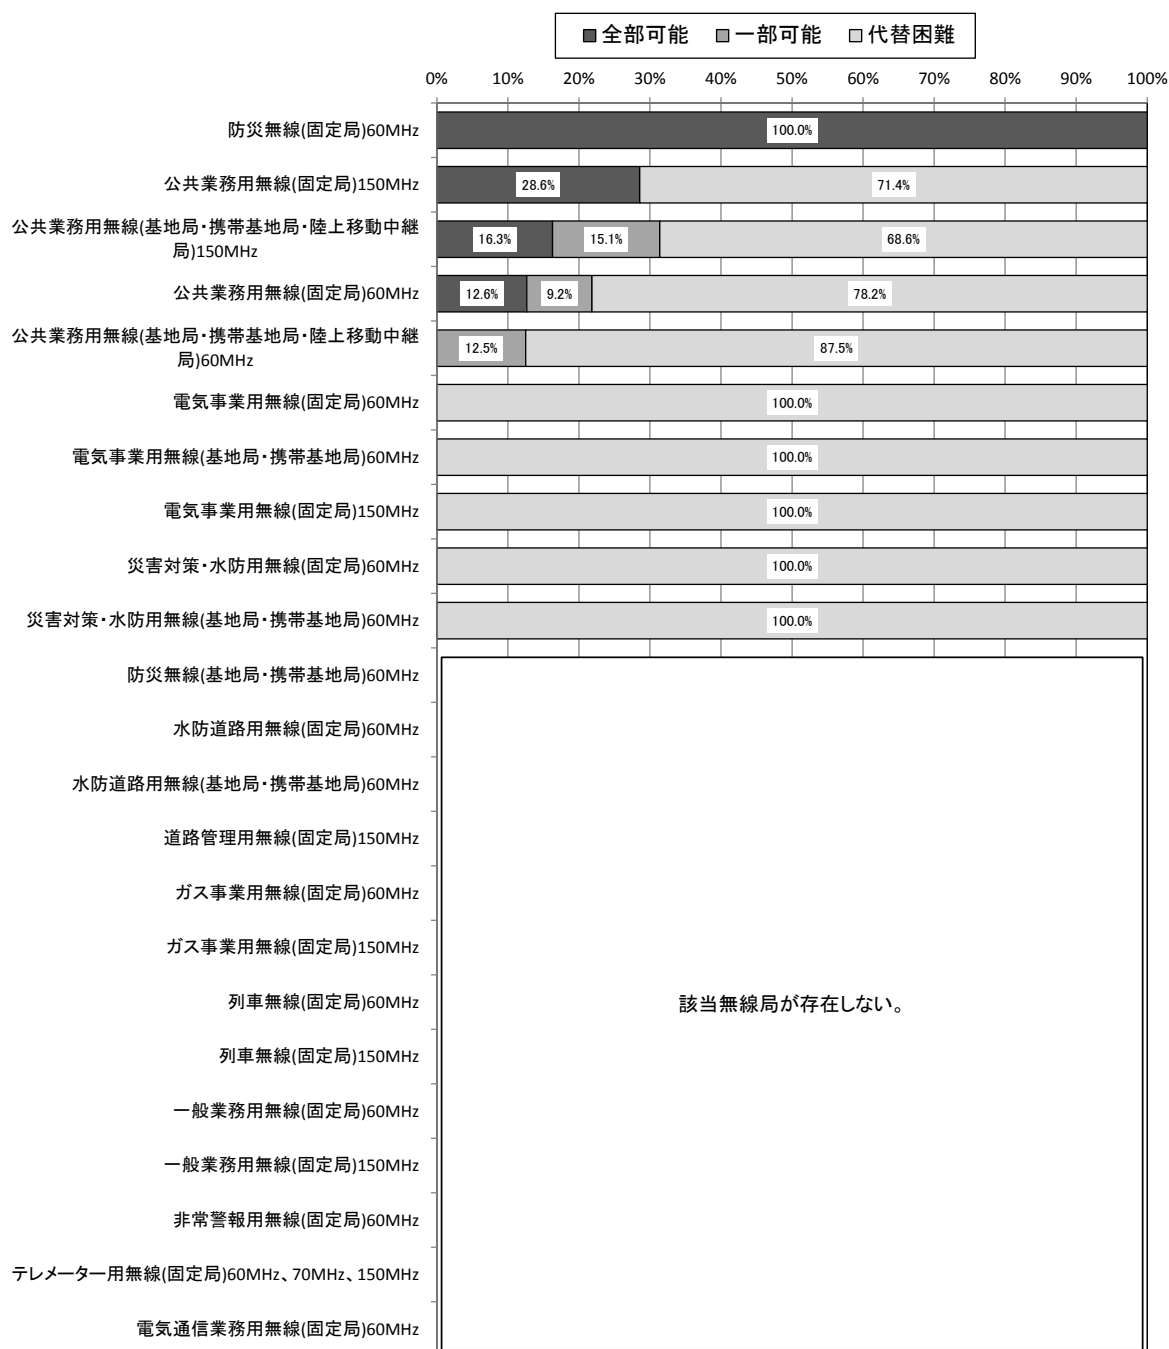 ■全部可能 ■一部可能 □代替困難
0% 10% 20% 30% 40% 50% 60% 70% 80% 90% 100%
防災無線(固定局)60MHz 100.0%
公共業務用無線(固定局)150MHz 28.6% 71.4%
公共業務用無線(基地局・携帯基地局・陸上移動中継
局)150MHz 16.3% 15.1% 68.6%
公共業務用無線(固定局)60MHz 12.6% 9.2% 78.2%
公共業務用無線(基地局・携帯基地局・陸上移動中継
局)60MHz 12.5% 87.5%
電気事業用無線(固定局)60MHz 100.0%
電気事業用無線(基地局・携帯基地局)60MHz 100.0%
電気事業用無線(固定局)150MHz 100.0%
災害対策・水防用無線(固定局)60MHz 100.0%
災害対策・水防用無線(基地局・携帯基地局)60MHz 100.0%
防災無線(基地局・携帯基地局)60MHz
水防道路用無線(固定局)60MHz
水防道路用無線(基地局・携帯基地局)60MHz
道路管理用無線(固定局)150MHz
ガス事業用無線(固定局)60MHz
ガス事業用無線(固定局)150MHz
列車無線(固定局)60MHz 該当無線局が存在しない。
列車無線(固定局)150MHz
一般業務用無線(固定局)60MHz
一般業務用無線(固定局)150MHz
非常警報用無線(固定局)60MHz
テレメーター用無線(固定局)60MHz、70MHz、150MHz
電気通信業務用無線(固定局)60MHz